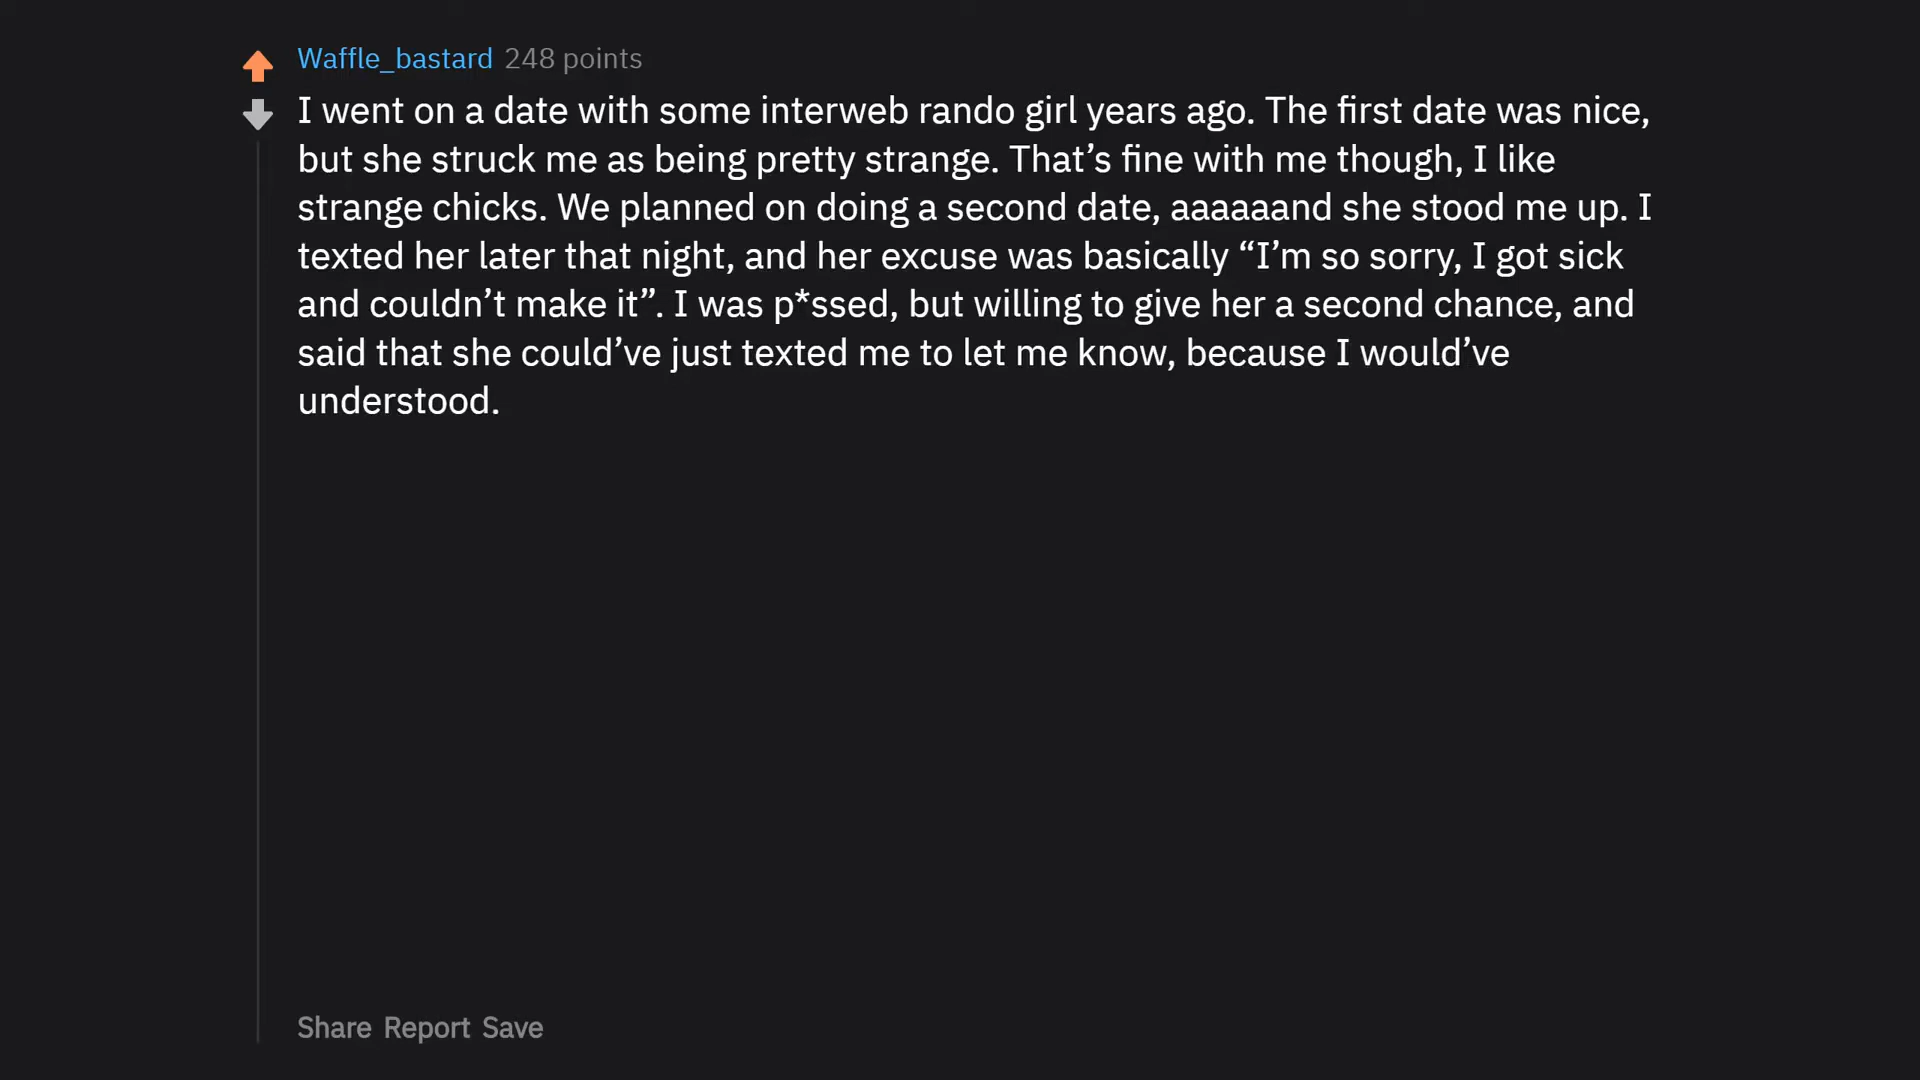 Waffle_bastard 248 points
I went on a date with some interweb rando girl years ago. The first date was nice,
but she struck me as being pretty strange. That’s fine with me though, I like
strange chicks. We planned on doing a second date, aaaaaand she stood me up. I
texted her later that night, and her excuse was basically “I’m so sorry, I got sick
and couldn’t make it”. I was p*ssed, but willing to give her a second chance, and
said that she could’ve just texted me to let me know, because I would’ve
understood.
Share Report Save